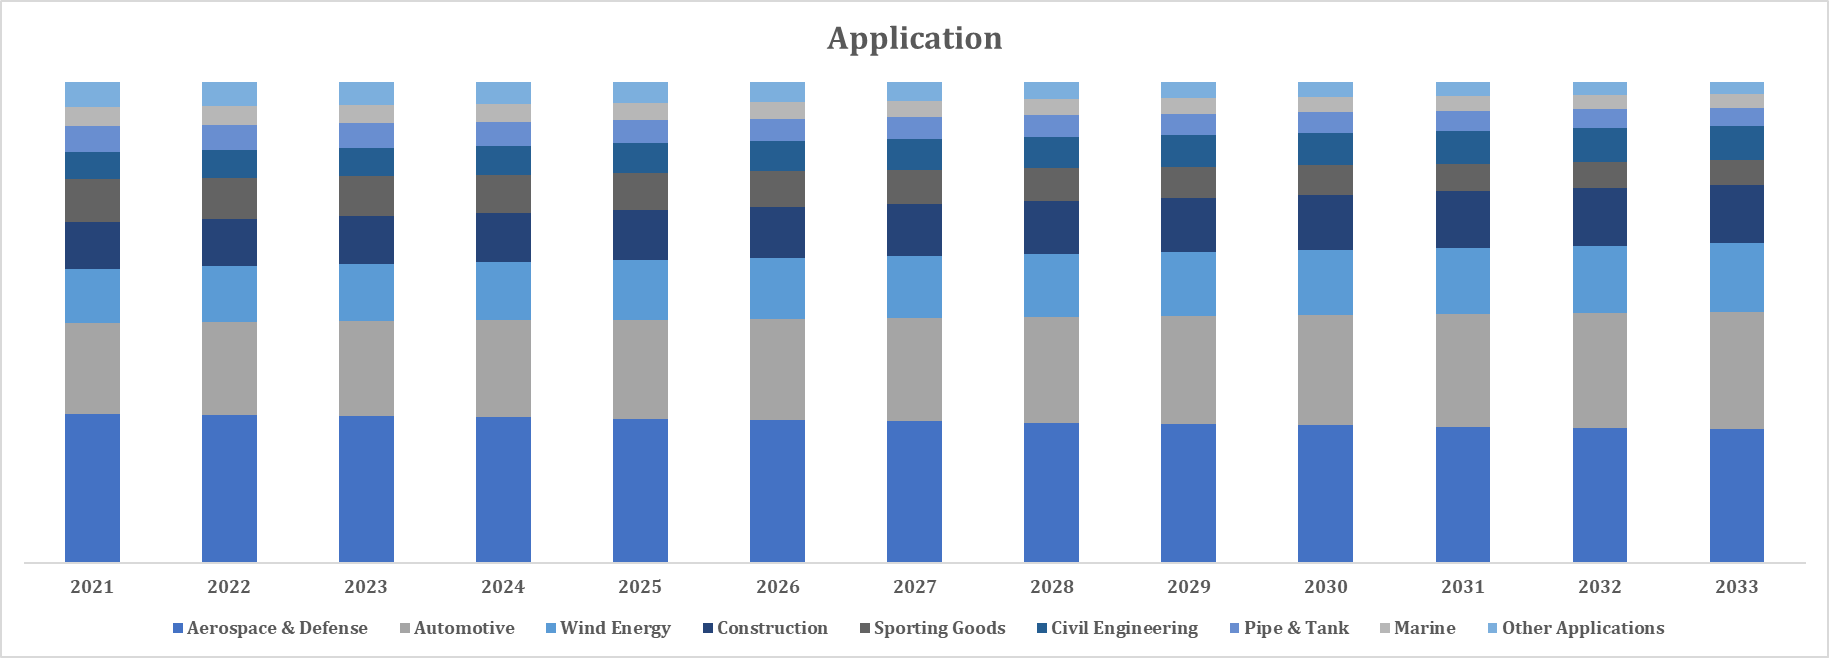 Application
2021 2022 2023 2024 2025 2026 2027 2028 2029 2030 2031 2032 2033
Aerospace & Defense Automotive Wind Energy Construction Sporting Goods Civil Engineering Pipe & Tank Marine Other Applications